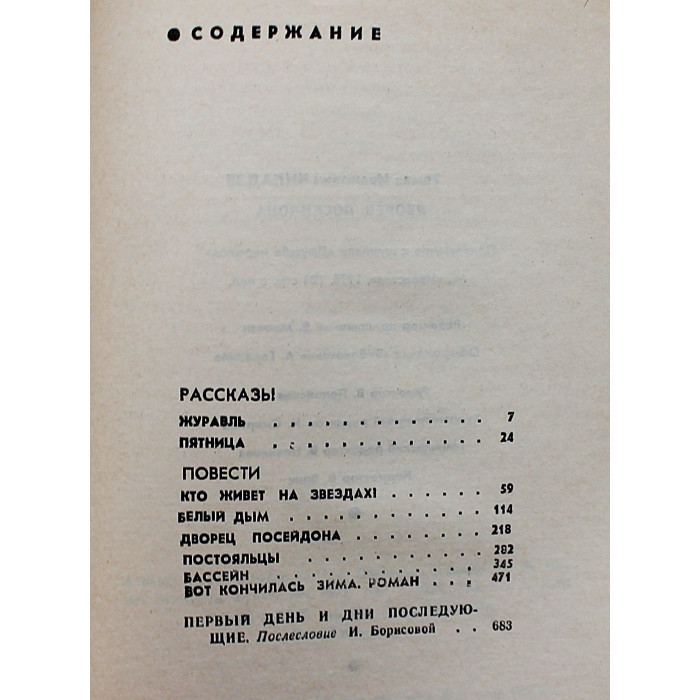 ● СОДЕРЖАНИЕ
РАССКАЗЫ
ЖУРАВЛЬ . . . . . . . . . . . . 7
ПЯТНИЦА . . . . . . . . . . . . 24
ПОВЕСТИ
КТО ЖИВЕТ НА ЗВЕЗДАХ! . . . . . . 59
БЕЛЫЙ ДЫМ . . . . . . . . . . . 114
ДВОРЕЦ ПОСЕЙДОНА . . . . . . . . 218
ПОСТОЯЛЬЦЫ . . . . . . . . . . 282
БАССЕЙН . . . . . . . . . . . 345
ВОТ КОНЧИЛАСЬ ЗИМА. РОМАН . . . 471
ПЕРВЫЙ ДЕНЬ И ДНИ ПОСЛЕДУЮ-
ЩИЕ. Послесловие И. Борисовой . . 683